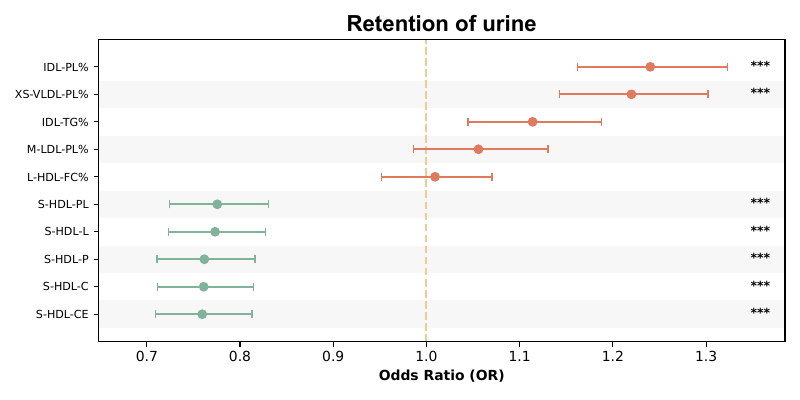 Retention of urine
IDL-PL% ***
XS-VLDL-PL% ***
IDL-TG%
M-LDL-PL%
L-HDL-FC%
S-HDL-PL ***
S-HDL-L ***
S-HDL-P ***
S-HDL-C ***
S-HDL-CE ***
0.7 0.8 0.9 1.0 1.1 1.2 1.3
Odds Ratio (OR)